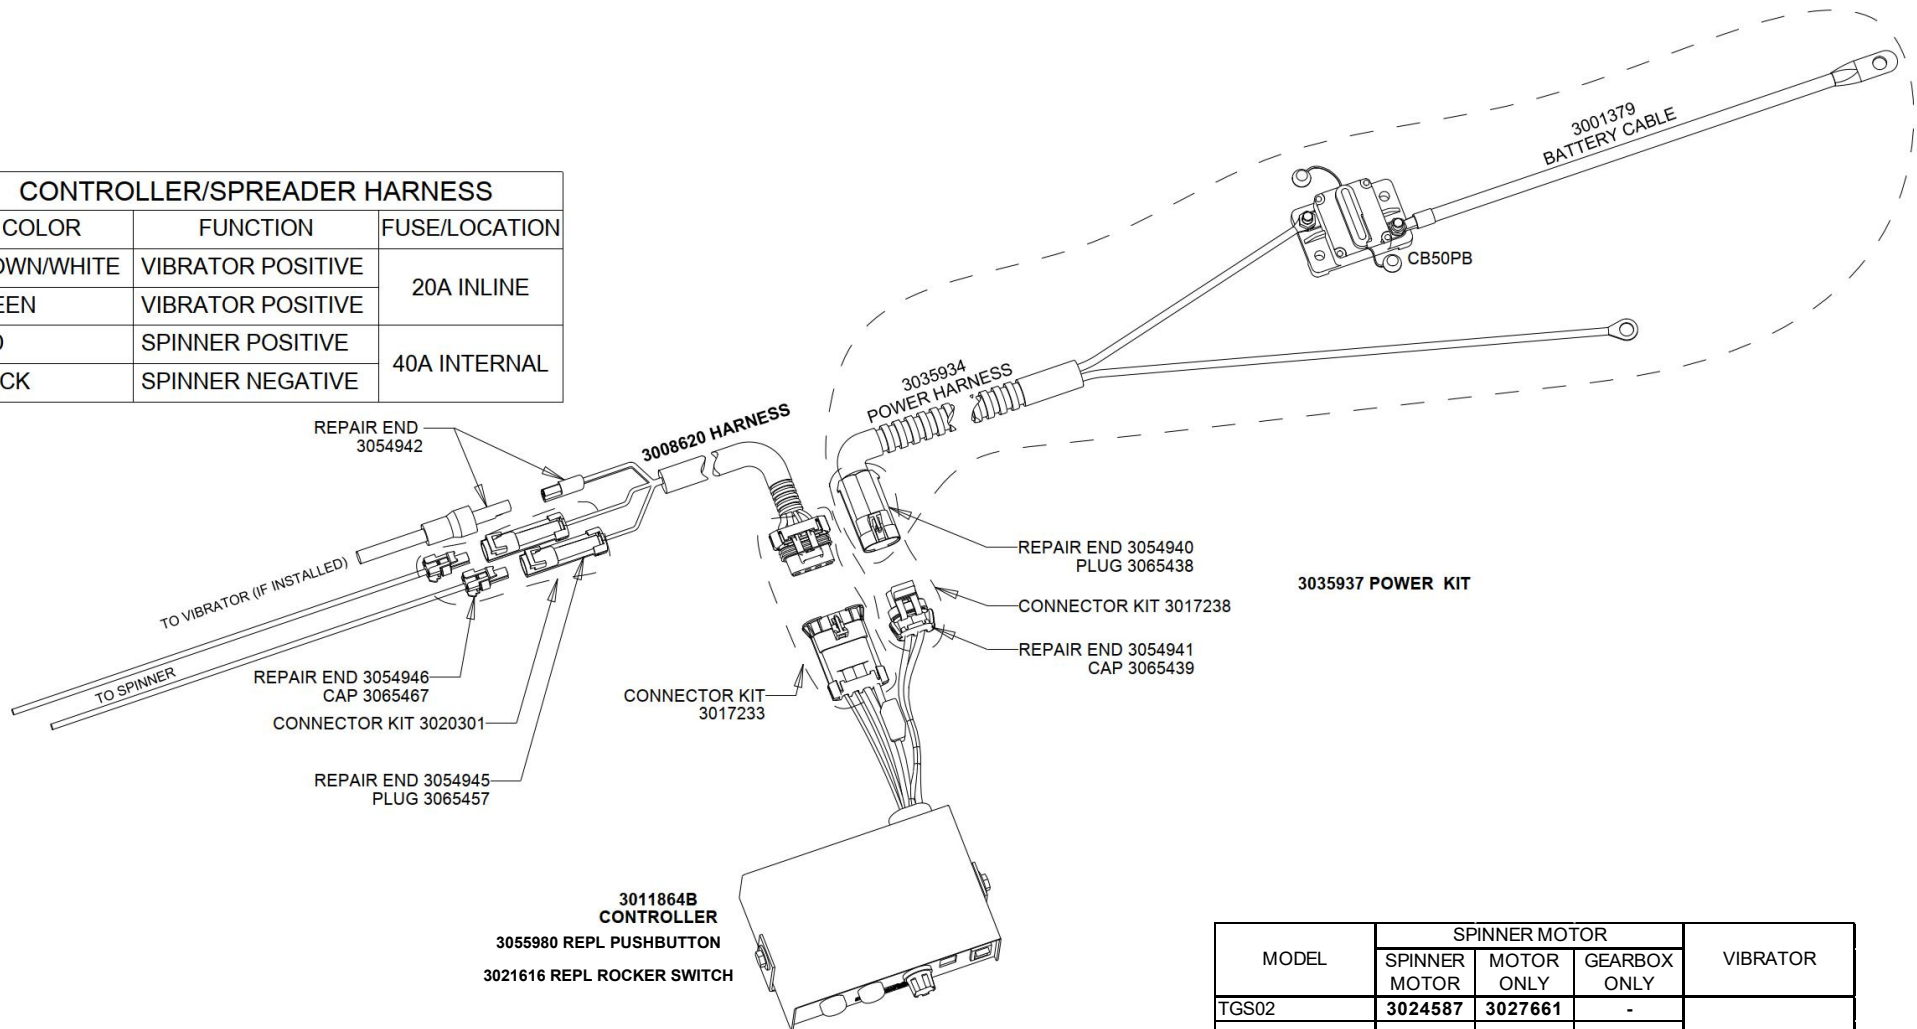 3001379
BATTERY CABLE
CONTROLLER/SPREADER HARNESS
COLOR FUNCTION FUSE/LOCATION
OWN/WHITE VIBRATOR POSITIVE 20A INLINE
EEN VIBRATOR POSITIVE
SPINNER POSITIVE 40A INTERNAL
CK SPINNER NEGATIVE
CB50PB
3035934
POWER HARNESS
REPAIR END
3054942
3008620 HARNESS
TO VIBRATOR (IF INSTALLED)
TO SPINNER
REPAIR END 3054940
PLUG 3065438
3035937 POWER KIT
CONNECTOR KIT 3017238
REPAIR END 3054941
CAP 3065439
REPAIR END 3054946
CAP 3065467
CONNECTOR KIT 3020301
CONNECTOR KIT
3017233
REPAIR END 3054945
PLUG 3065457
3011864B
CONTROLLER
3055980 REPL PUSHBUTTON
3021616 REPL ROCKER SWITCH
SPINNER MOTOR
MODEL SPINNER MOTOR GEARBOX VIBRATOR
MOTOR ONLY ONLY
TGS02 3024587 3027661 -